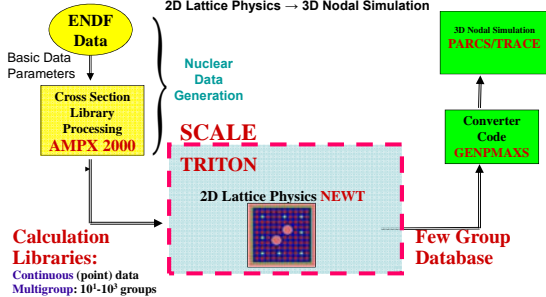 2D Lattice Physics → 3D Nodal Simulation
ENDF
Data
Basic Data
Parameters
Nuclear
Data
Generation
Cross Section
Library
Processing
AMPX 2000
SCALE
TRITON
2D Lattice Physics NEWT
3D Nodal Simulation
PARCS/TRACE
Converter
Code
GENPMAXS
Calculation
Libraries:
Continuous (point) data
Multigroup: 10¹-10³ groups
Few Group
Database